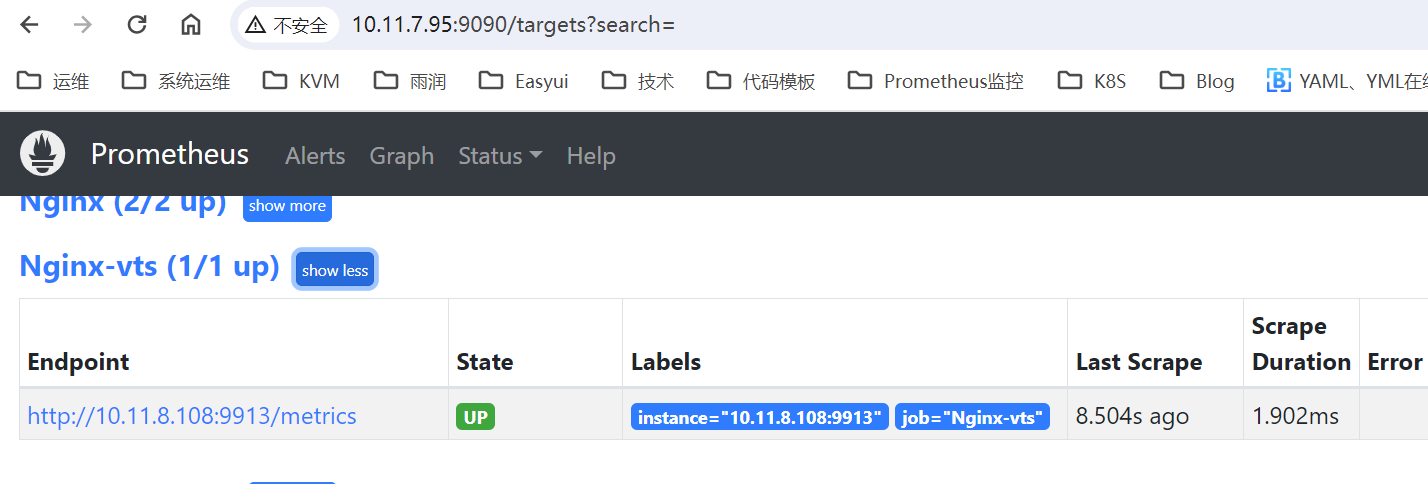 不安全 10.11.7.95:9090/targets?search=
运维 系统运维 KVM 雨润 Easyui 技术 代码模板 Prometheus监控 K8S Blog YAML、YML在线
Prometheus Alerts Graph Status Help
Nginx (2/2 up) show more
Nginx-vts (1/1 up) show less
Endpoint State Labels Last Scrape Scrape Duration Error
http://10.11.8.108:9913/metrics UP instance="10.11.8.108:9913" job="Nginx-vts" 8.504s ago 1.902ms